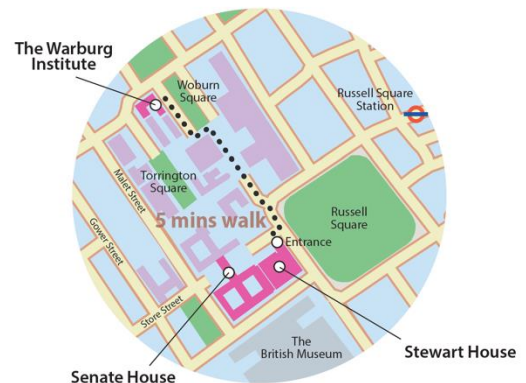 The Warburg
Institute
Woburn
Square
Russell Square
Station
Torrington
Square
Malet Street
Gower Street
5 mins walk
Russell
Square
Entrance
Store Street
The
British Museum
Stewart House
Senate House